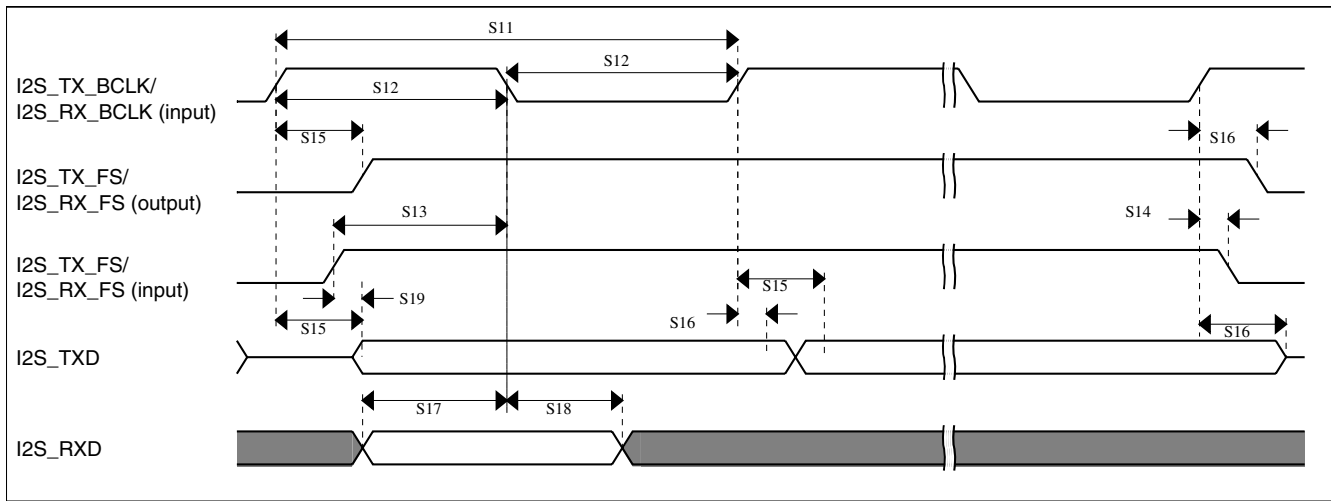 S11
I2S_TX_BCLK/
I2S_RX_BCLK (input)
S12
S12
S15
S16
I2S_TX_FS/
I2S_RX_FS (output)
S13
S14
I2S_TX_FS/
I2S_RX_FS (input)
S15
S19
S16
S15
S16
I2S_TXD
S17
S18
I2S_RXD